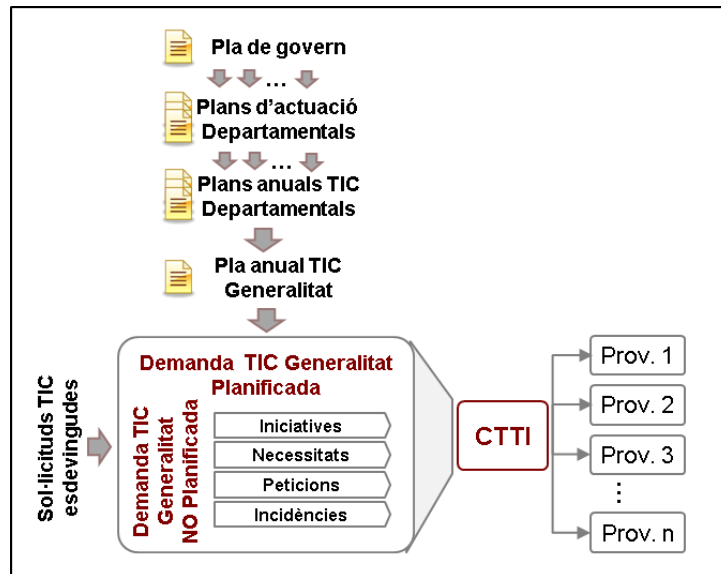 Pla de govern
...
Plans d'actuació
Departamentals
...
Plans anuals TIC
Departamentals
Pla anual TIC
Generalitat
Demanda TIC Generalitat
Planificada
Sol·licituds TIC
esdevingudes
Demanda TIC
Generalitat
NO Planificada
Iniciatives
Necessitats
Peticions
Incidències
CTTI
Prov. 1
Prov. 2
Prov. 3
⋮
Prov. n